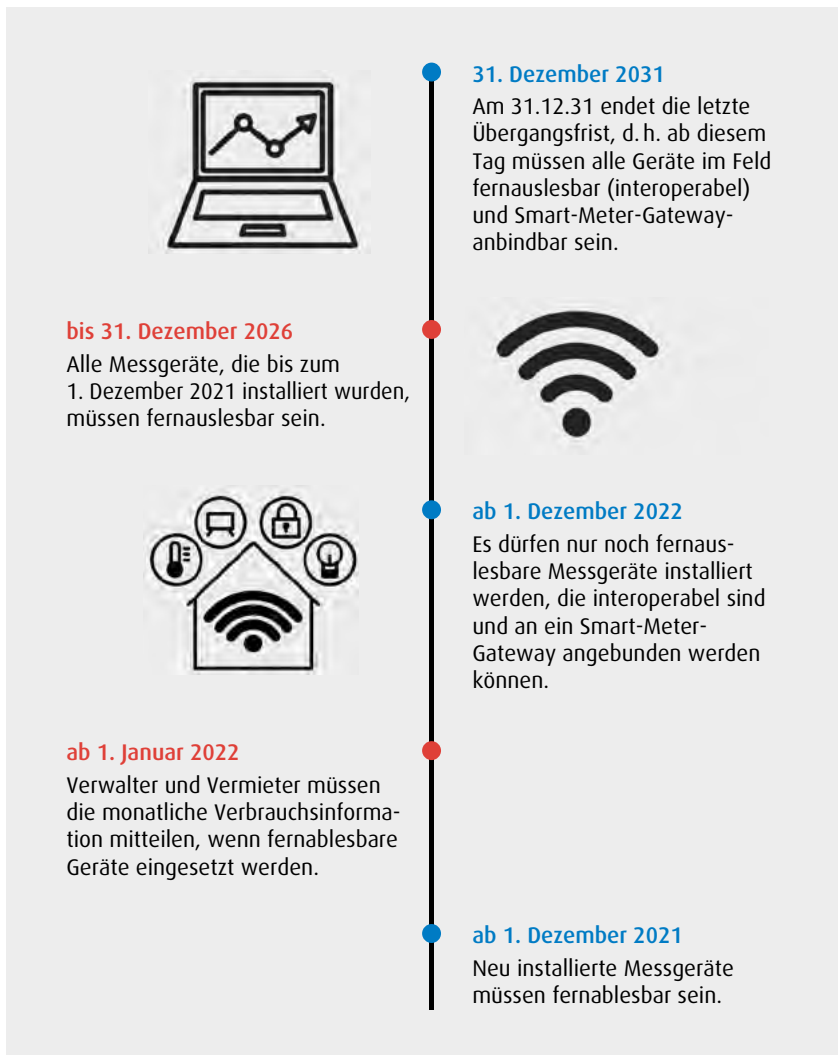 31. Dezember 2031
Am 31.12.31 endet die letzte
Übergangsfrist, d. h. ab diesem
Tag müssen alle Geräte im Feld
fernauslesbar (interoperabel)
und Smart-Meter-Gateway-
anbindbar sein.
bis 31. Dezember 2026
Alle Messgeräte, die bis zum
1. Dezember 2021 installiert wurden,
müssen fernauslesbar sein.
ab 1. Dezember 2022
Es dürfen nur noch fernaus-
lesbare Messgeräte installiert
werden, die interoperabel sind
und an ein Smart-Meter-
Gateway angebunden werden
können.
ab 1. Januar 2022
Verwalter und Vermieter müssen
die monatliche Verbrauchsinforma-
tion mitteilen, wenn fernablesbare
Geräte eingesetzt werden.
ab 1. Dezember 2021
Neu installierte Messgeräte
müssen fernablesbar sein.